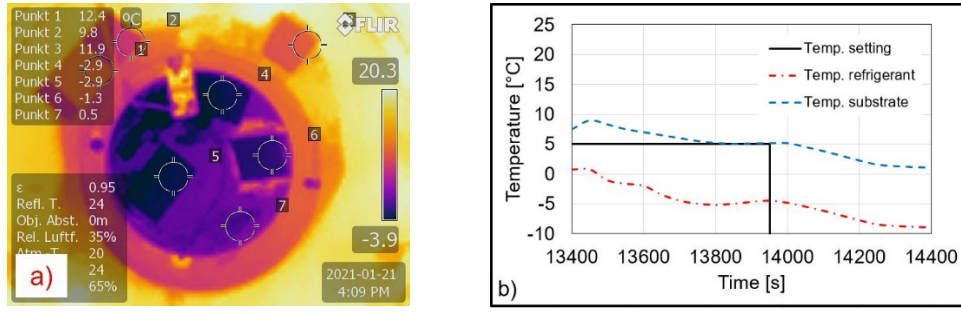 Punkt 1 12.4 °C
Punkt 2 9.8
Punkt 3 11.9
Punkt 4 -2.9
Punkt 5 -2.9
Punkt 6 -1.3
Punkt 7 0.5
2
FLIR
1
4
20.3
6
5
7
ε 0.95
Refl. T. 24
Obj. Abst. 0m
Rel. Luftf. 35%
Atm. T. 20
24
65%
-3.9
2021-01-21
4:09 PM
a)
25
20
15
10
5
0
-5
-10
Temperature [°C]
Temp. setting
Temp. refrigerant
Temp. substrate
13400 13600 13800 14000 14200 14400
Time [s]
b)